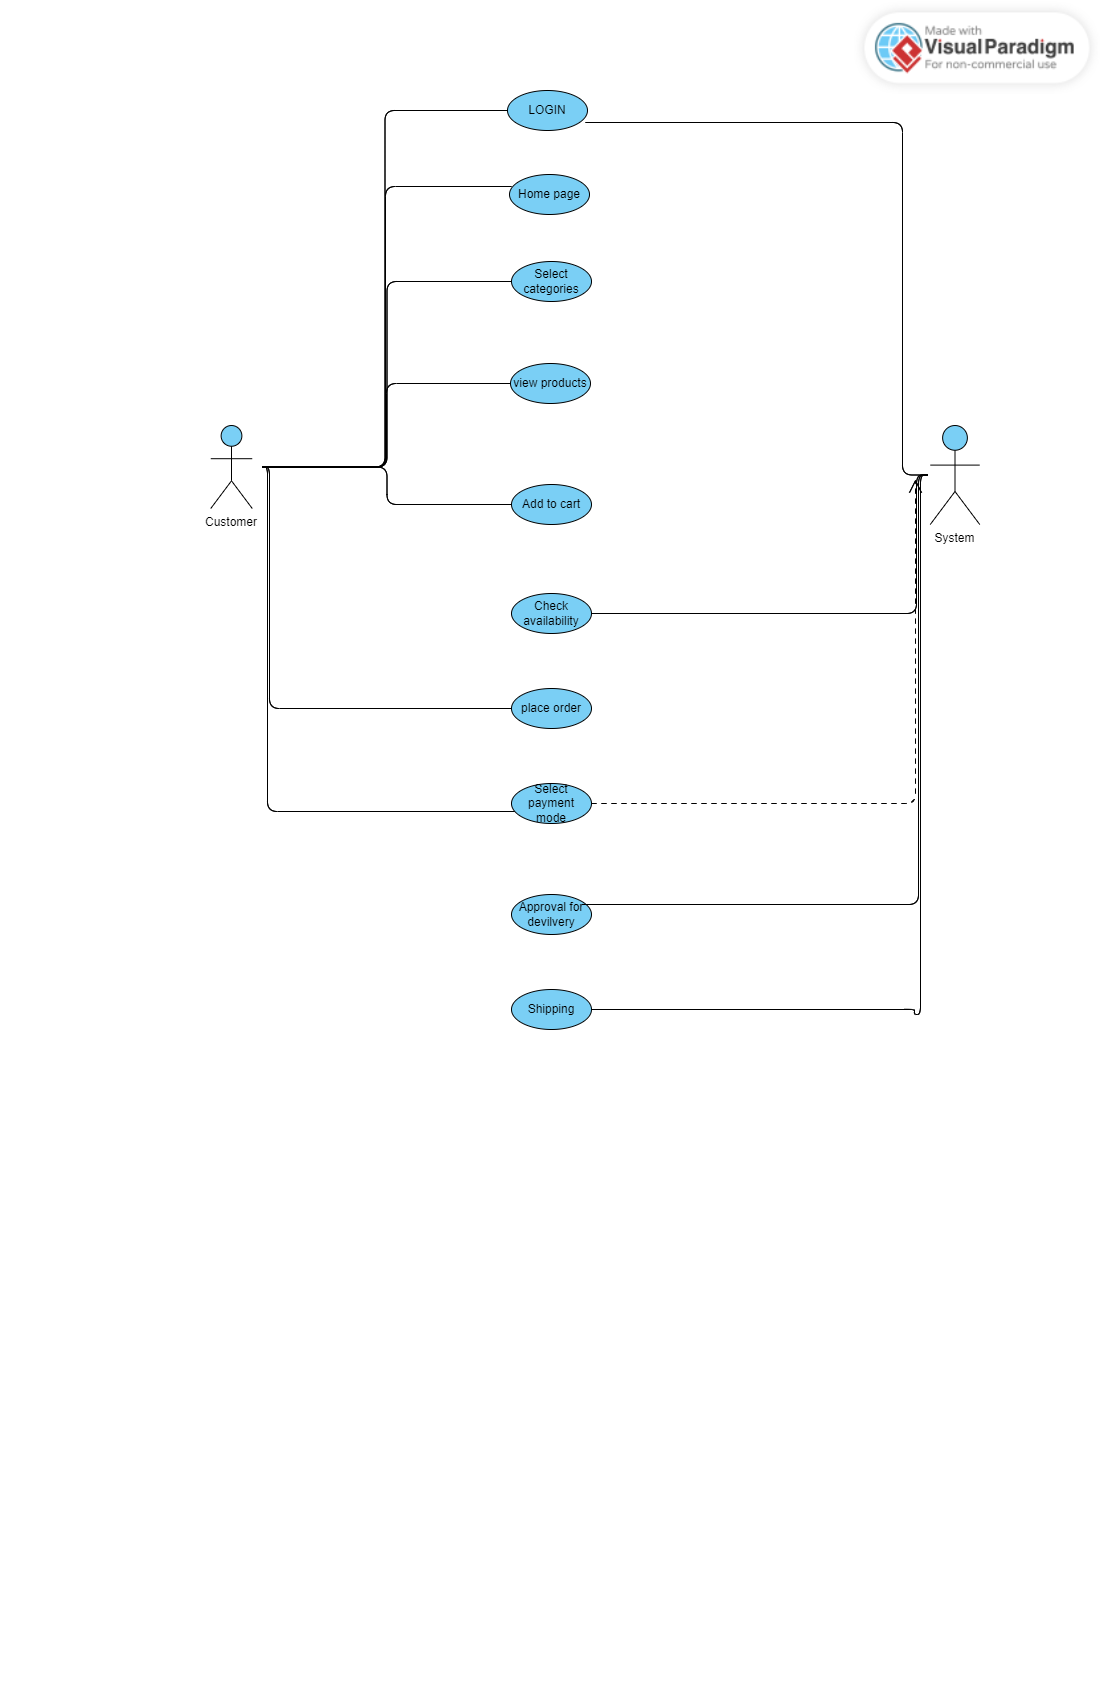 Made with
Visual Paradigm
For non-commercial use
LOGIN
Home page
Select
categories
view products
Customer
Add to cart
System
Check
availability
place order
Select
payment
mode
Approval for
devilvery
Shipping